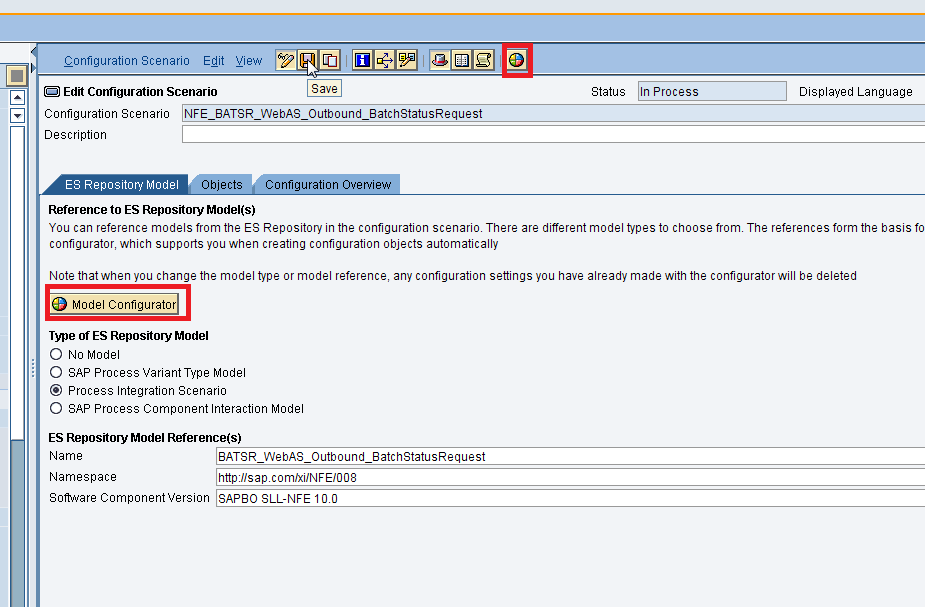 Configuration Scenario Edit View
Save
Edit Configuration Scenario Status In Process Displayed Language
Configuration Scenario NFE_BATSR_WebAS_Outbound_BatchStatusRequest
Description
ES Repository Model Objects Configuration Overview
Reference to ES Repository Model(s)
You can reference models from the ES Repository in the configuration scenario. There are different model types to choose from. The references form the basis fo
configurator, which supports you when creating configuration objects automatically
Note that when you change the model type or model reference, any configuration settings you have already made with the configurator will be deleted
Model Configurator
Type of ES Repository Model
No Model
SAP Process Variant Type Model
Process Integration Scenario
SAP Process Component Interaction Model
ES Repository Model Reference(s)
Name BATSR_WebAS_Outbound_BatchStatusRequest
Namespace http://sap.com/xi/NFE/008
Software Component Version SAPBO SLL-NFE 10.0